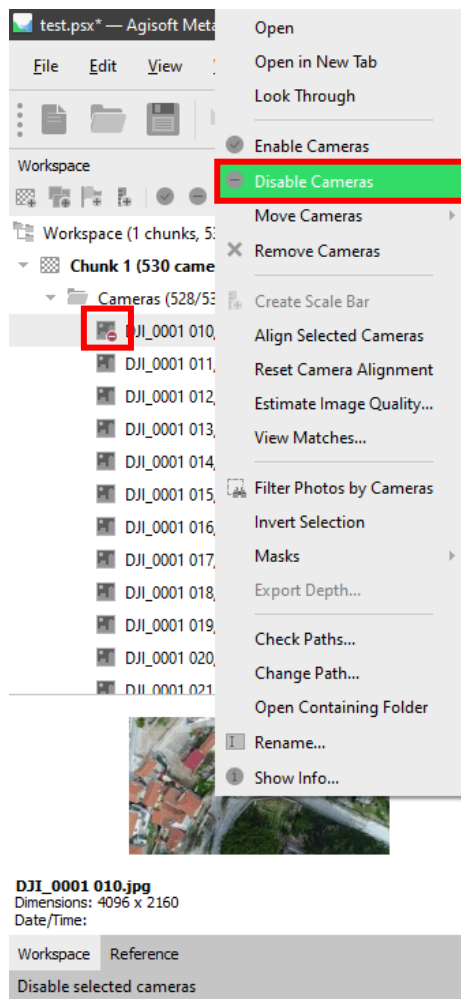 test.psx* — Agisoft Meta
File Edit View
Workspace
Workspace (1 chunks, 5
Chunk 1 (530 came
Cameras (528/53
DJI_0001 010,
DJI_0001 011,
DJI_0001 012,
DJI_0001 013,
DJI_0001 014,
DJI_0001 015,
DJI_0001 016,
DJI_0001 017,
DJI_0001 018,
DJI_0001 019,
DJI_0001 020,
DJI_0001 021
Open
Open in New Tab
Look Through
Enable Cameras
Disable Cameras
Move Cameras
Remove Cameras
Create Scale Bar
Align Selected Cameras
Reset Camera Alignment
Estimate Image Quality...
View Matches...
Filter Photos by Cameras
Invert Selection
Masks
Export Depth...
Check Paths...
Change Path...
Open Containing Folder
Rename...
Show Info...
DJI_0001 010.jpg
Dimensions: 4096 x 2160
Date/Time:
Workspace Reference
Disable selected cameras